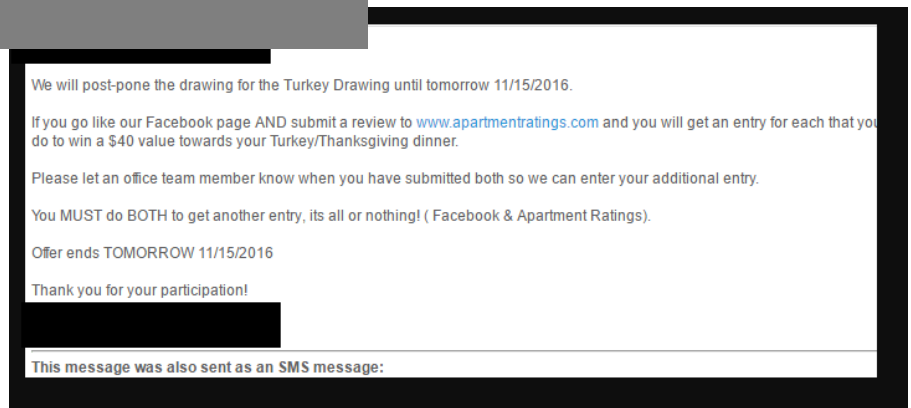 We will post-pone the drawing for the Turkey Drawing until tomorrow 11/15/2016.
If you go like our Facebook page AND submit a review to www.apartmentratings.com and you will get an entry for each that you
do to win a $40 value towards your Turkey/Thanksgiving dinner.
Please let an office team member know when you have submitted both so we can enter your additional entry.
You MUST do BOTH to get another entry, its all or nothing! ( Facebook & Apartment Ratings).
Offer ends TOMORROW 11/15/2016
Thank you for your participation!
This message was also sent as an SMS message: